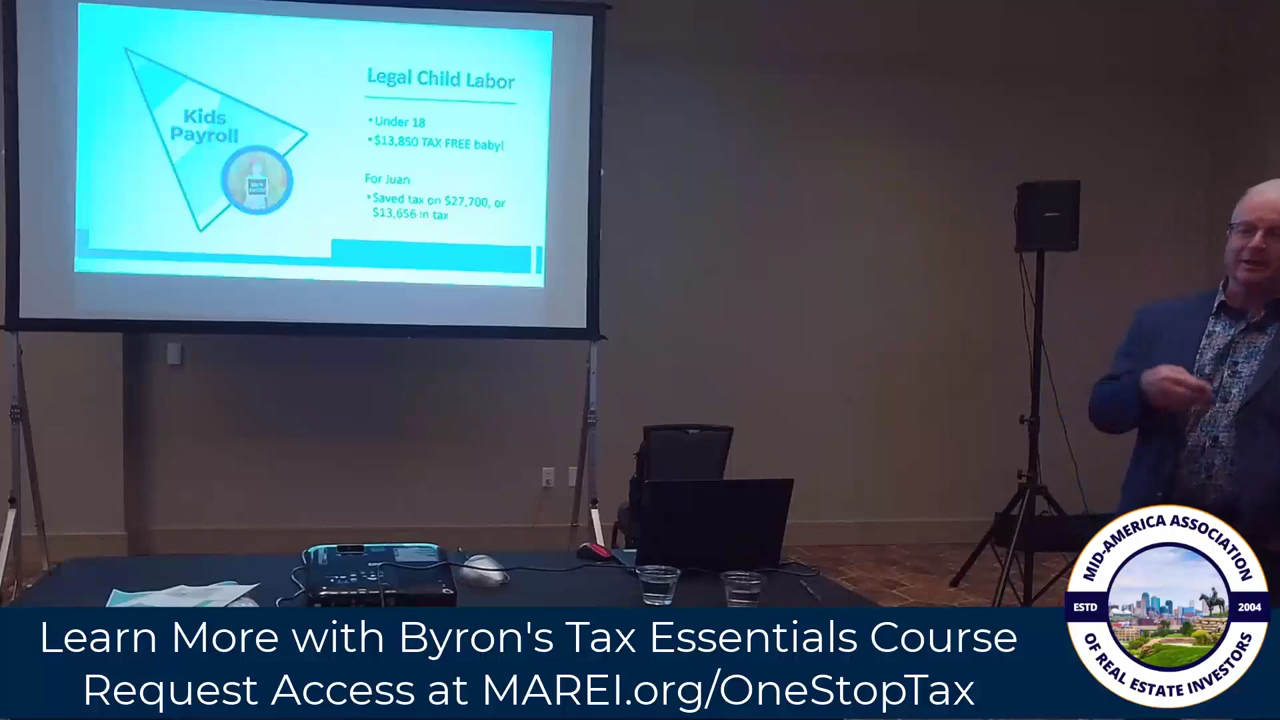 Legal Child Labor
Kids
Payroll
• Under 18
• $13,850 TAX FREE baby!
For Juan
• Saved tax on $27,700, or
$13,656 in tax
MID-AMERICA ASSOCIATION
ESTD
2004
OF REAL ESTATE INVESTORS
Learn More with Byron's Tax Essentials Course
Request Access at MAREI.org/OneStopTax